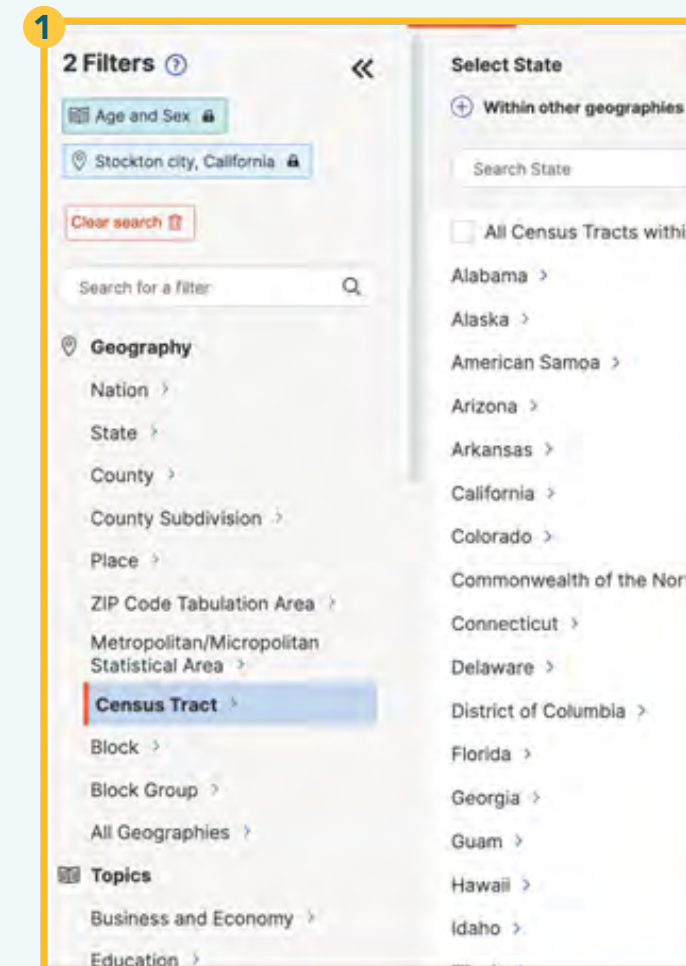 1
2 Filters
Age and Sex
Stockton city, California
Clear search
Search for a filter
Geography
Nation
State
County
County Subdivision
Place
ZIP Code Tabulation Area
Metropolitan/Micropolitan
Statistical Area
Census Tract
Block
Block Group
All Geographies
Topics
Business and Economy
Education
Select State
Within other geographies
Search State
All Census Tracts withi
Alabama
Alaska
American Samoa
Arizona
Arkansas
California
Colorado
Commonwealth of the Nor
Connecticut
Delaware
District of Columbia
Florida
Georgia
Guam
Hawaii
Idaho